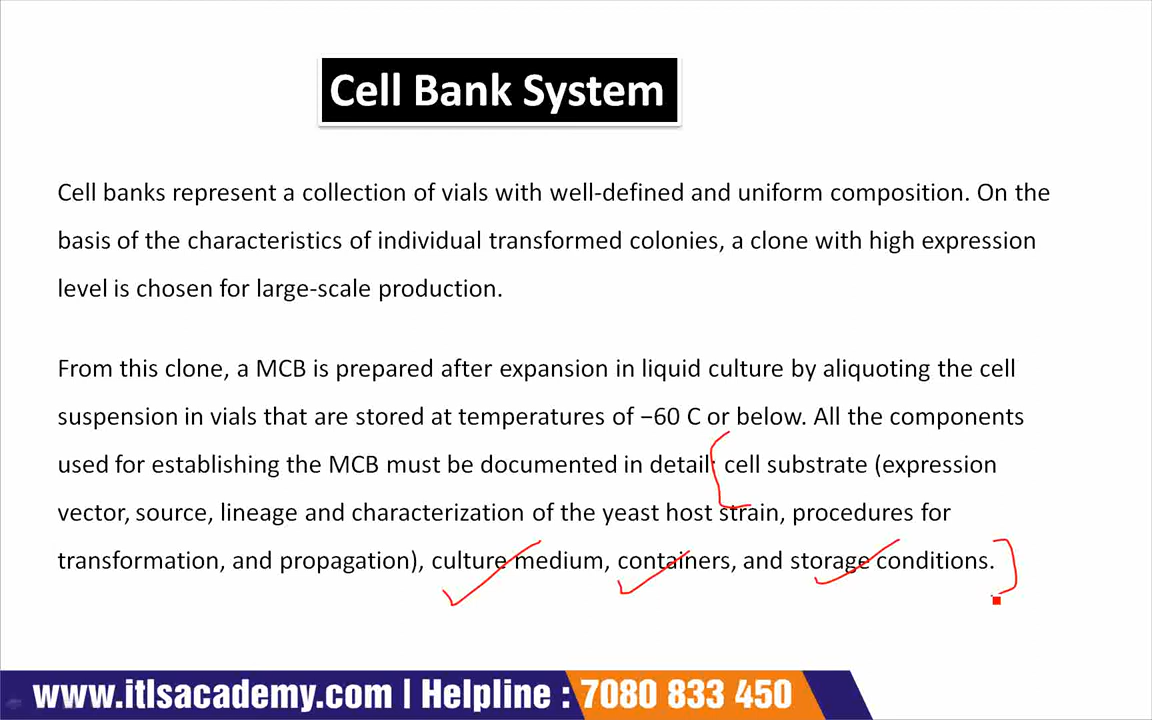 Cell Bank System
Cell banks represent a collection of vials with well-defined and uniform composition. On the
basis of the characteristics of individual transformed colonies, a clone with high expression
level is chosen for large-scale production.
From this clone, a MCB is prepared after expansion in liquid culture by aliquoting the cell
suspension in vials that are stored at temperatures of −60 C or below. All the components
used for establishing the MCB must be documented in detail: cell substrate (expression
vector, source, lineage and characterization of the yeast host strain, procedures for
transformation, and propagation), culture medium, containers, and storage conditions.
www.itlsacademy.com | Helpline : 7080 833 450